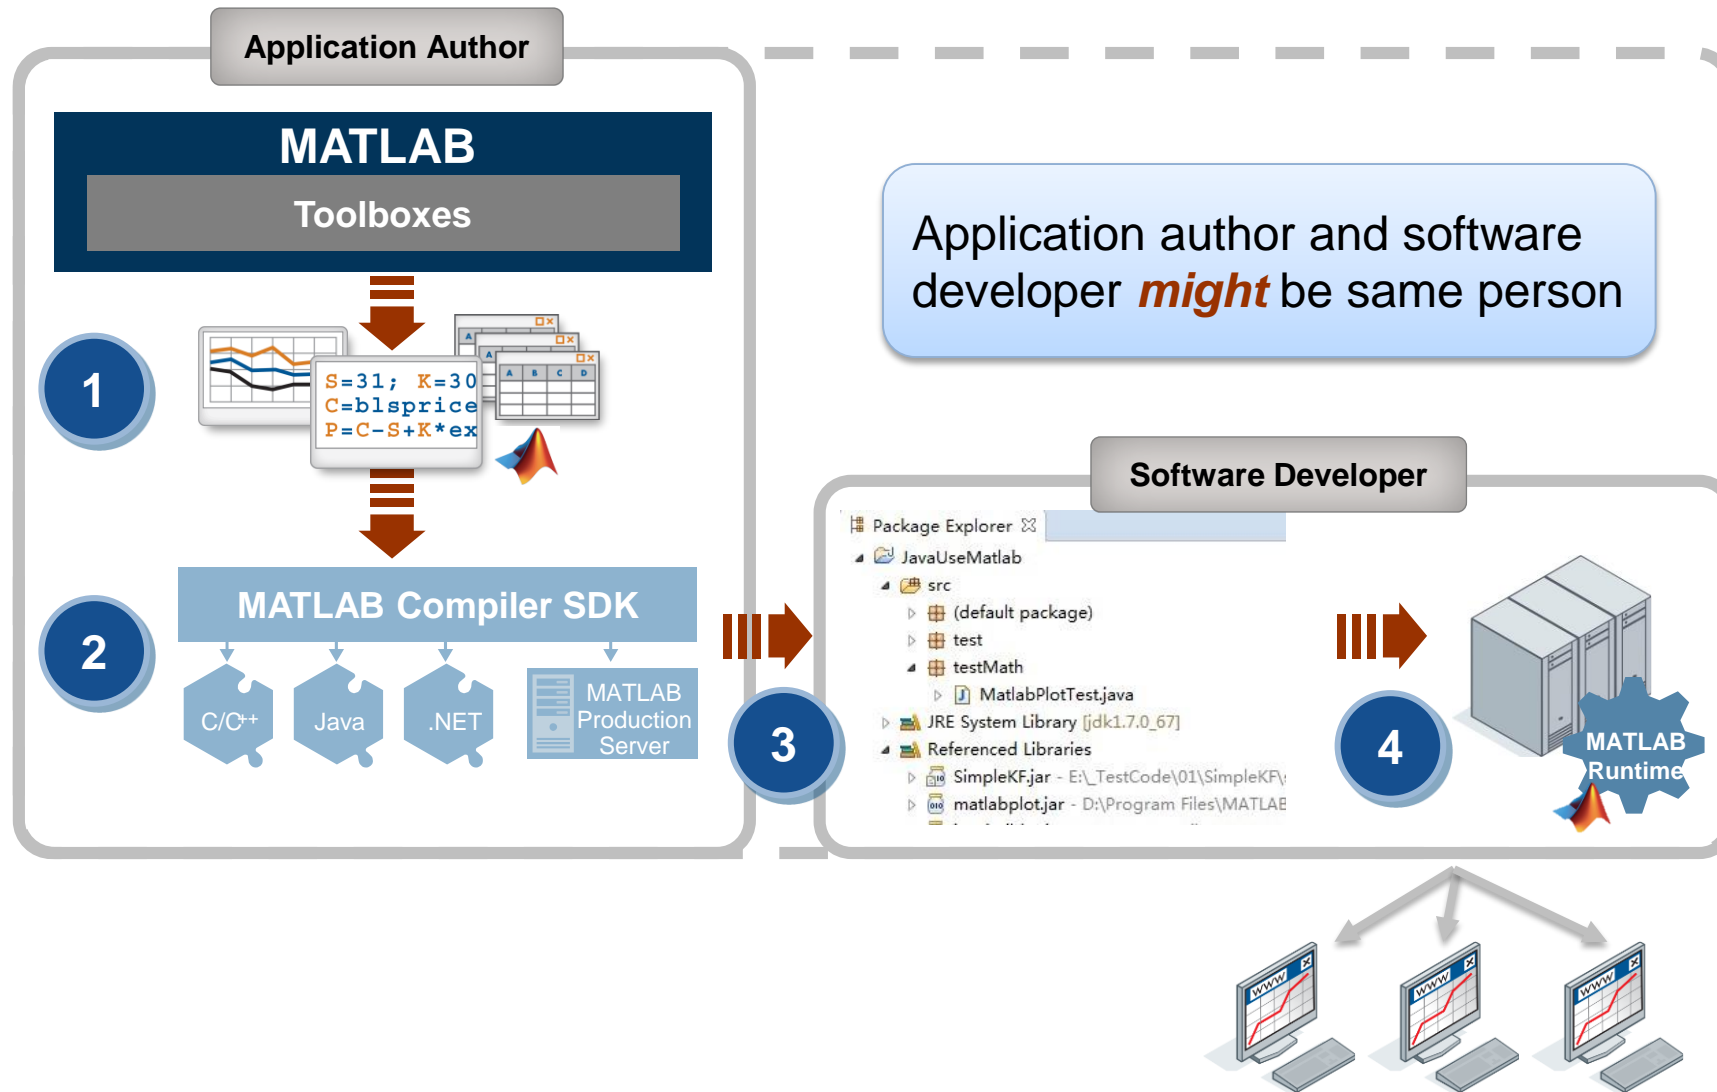 Application Author
MATLAB
Toolboxes
1
S=31; K=30
C=blsprice
P=C-S+K*ex
A
A
A B C D
2
MATLAB Compiler SDK
C/C++
Java
.NET
MATLAB
Production
Server
Application author and software
developer might be same person
Software Developer
3
Package Explorer
JavaUseMatlab
src
(default package)
test
testMath
MatlabPlotTest.java
JRE System Library [jdk1.7.0_67]
Referenced Libraries
SimpleKF.jar - E:\_TestCode\01\SimpleKF\
matlabplot.jar - D:\Program Files\MATLAB
4
MATLAB
Runtime
WWW
WWW
WWW